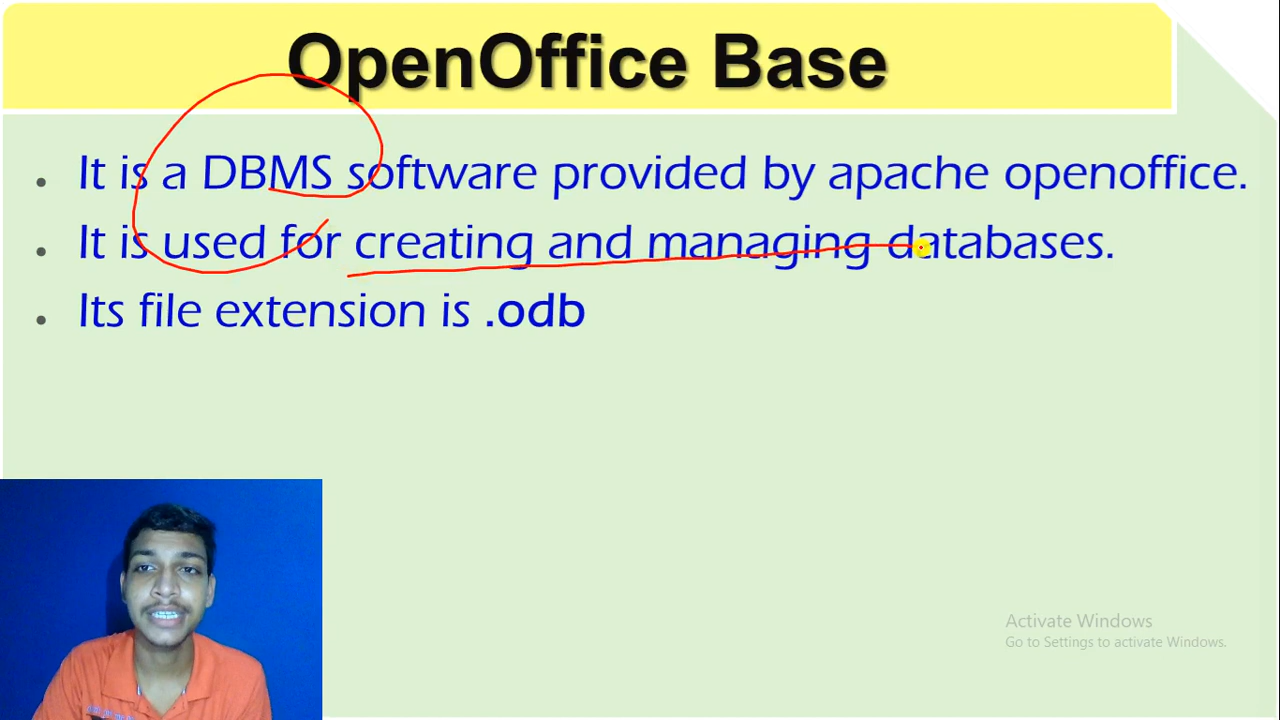 OpenOffice Base
It is a DBMS software provided by apache openoffice.
It is used for creating and managing databases.
Its file extension is .odb
Activate Windows
Go to Settings to activate Windows.